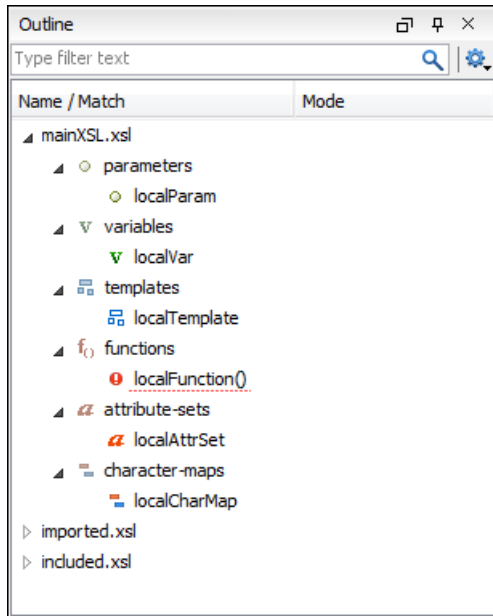 Outline
Type filter text
Name / Match Mode
mainXSL.xsl
parameters
localParam
variables
localVar
templates
localTemplate
functions
localFunction()
attribute-sets
localAttrSet
character-maps
localCharMap
imported.xsl
included.xsl